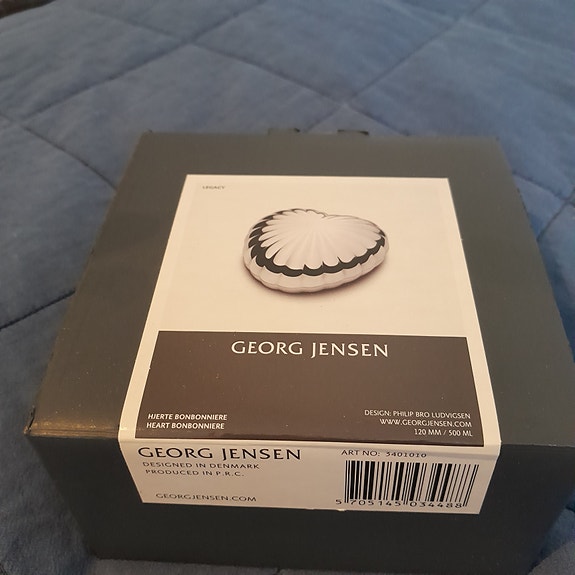 LEGACY
GEORG JENSEN
HJERTE BONBONNIERE
HEART BONBONNIERE
DESIGN: PHILIP BRO LUDVIGSEN
WWW.GEORGJENSEN.COM
120 MM / 500 ML
GEORG JENSEN
DESIGNED IN DENMARK
PRODUCED IN P.R.C.
GEORGJENSEN.COM
ART NO: 3401010
5 705145 034488